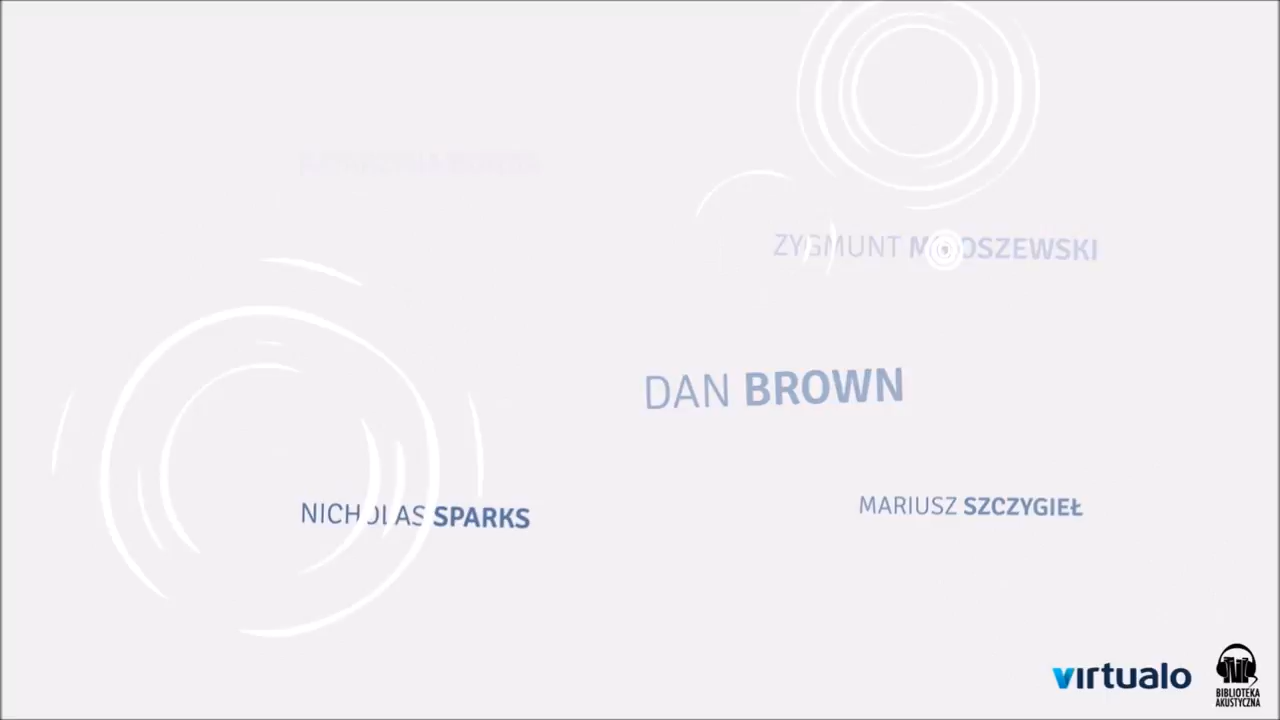 ZYGMUNT MIŁOSZEWSKI
DAN BROWN
NICHOLAS SPARKS
MARIUSZ SZCZYGIEŁ
virtualo
BIBLIOTEKA
AKUSTYCZNA